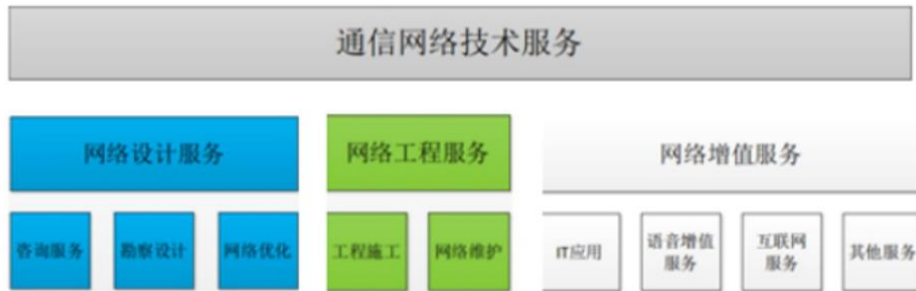 通信网络技术服务
网络设计服务
网络工程服务
网络增值服务
咨询服务
勘察设计
网络优化
工程施工
网络维护
IT应用
语音增值
服务
互联网
服务
其他服务